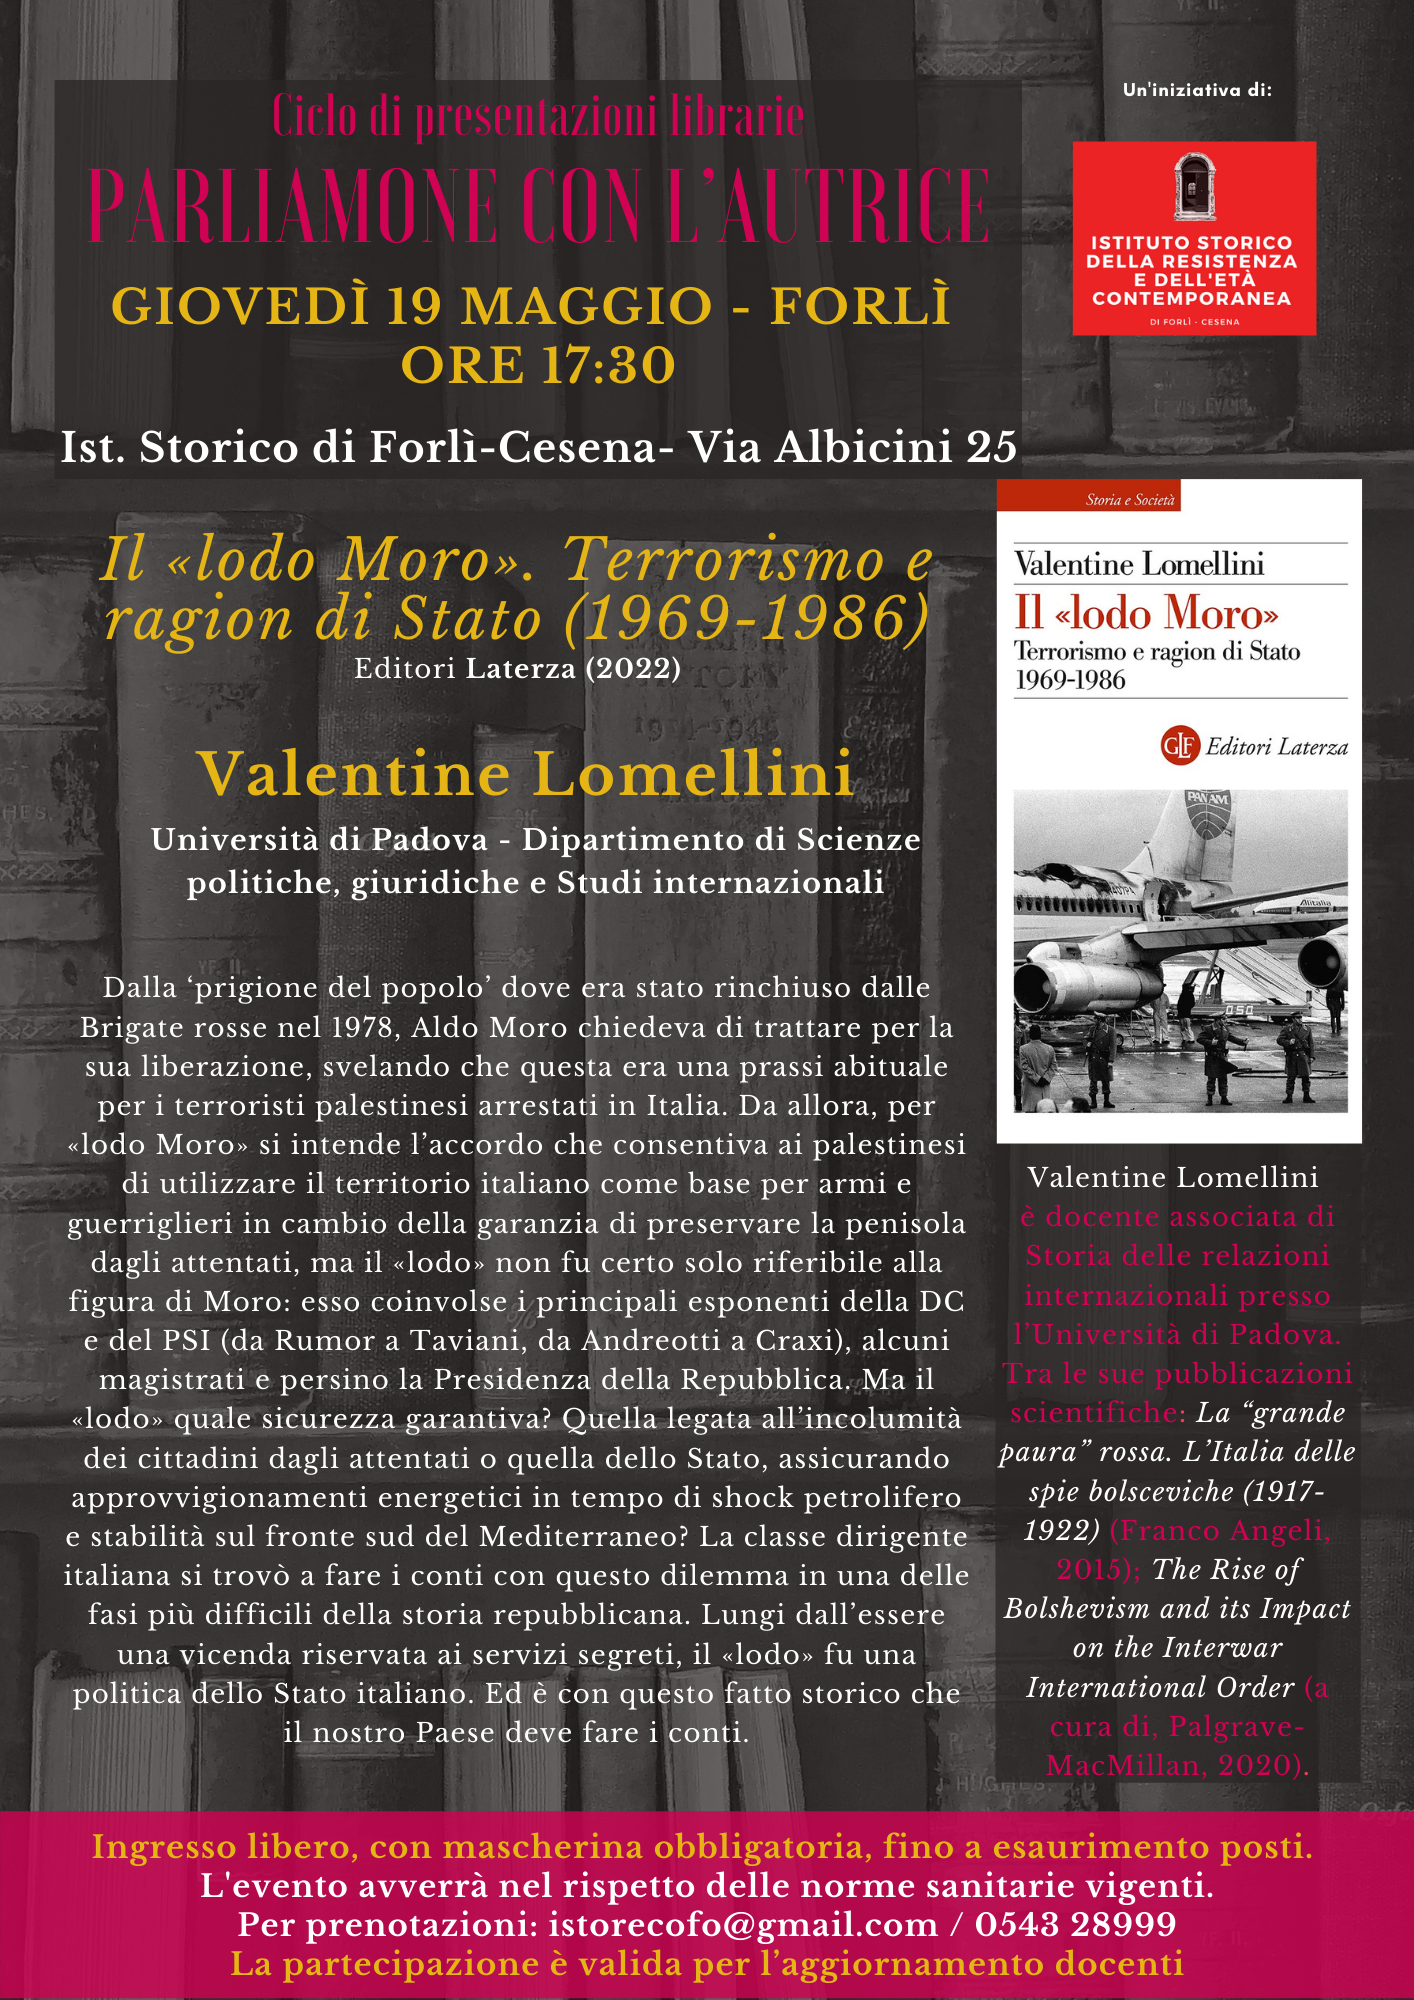 Ciclo di presentazioni librarie
PARLIAMONE CON L'AUTRICE
GIOVEDÌ 19 MAGGIO - FORLÌ
ORE 17:30
Ist. Storico di Forlì-Cesena- Via Albicini 25
Un'iniziativa di:
ISTITUTO STORICO
DELLA RESISTENZA
E DELL'ETÀ
CONTEMPORANEA
DI FORLÌ - CESENA
Il «lodo Moro». Terrorismo e
ragion di Stato (1969-1986)
Editori Laterza (2022)
Valentine Lomellini
Università di Padova - Dipartimento di Scienze
politiche, giuridiche e Studi internazionali
Dalla ‘prigione del popolo’ dove era stato rinchiuso dalle
Brigate rosse nel 1978, Aldo Moro chiedeva di trattare per la
sua liberazione, svelando che questa era una prassi abituale
per i terroristi palestinesi arrestati in Italia. Da allora, per
«lodo Moro» si intende l’accordo che consentiva ai palestinesi
di utilizzare il territorio italiano come base per armi e
guerriglieri in cambio della garanzia di preservare la penisola
dagli attentati, ma il «lodo» non fu certo solo riferibile alla
figura di Moro: esso coinvolse i principali esponenti della DC
e del PSI (da Rumor a Taviani, da Andreotti a Craxi), alcuni
magistrati e persino la Presidenza della Repubblica. Ma il
«lodo» quale sicurezza garantiva? Quella legata all’incolumità
dei cittadini dagli attentati o quella dello Stato, assicurando
approvvigionamenti energetici in tempo di shock petrolifero
e stabilità sul fronte sud del Mediterraneo? La classe dirigente
italiana si trovò a fare i conti con questo dilemma in una delle
fasi più difficili della storia repubblicana. Lungi dall’essere
una vicenda riservata ai servizi segreti, il «lodo» fu una
politica dello Stato italiano. Ed è con questo fatto storico che
il nostro Paese deve fare i conti.
Storia e Società
Valentine Lomellini
Il «lodo Moro»
Terrorismo e ragion di Stato
1969-1986
GLF Editori Laterza
PAN AM
Alitalia
Valentine Lomellini
è docente associata di
Storia delle relazioni
internazionali presso
l’Università di Padova.
Tra le sue pubblicazioni
scientifiche: La “grande
paura” rossa. L’Italia delle
spie bolsceviche (1917-
1922) (Franco Angeli,
2015); The Rise of
Bolshevism and its Impact
on the Interwar
International Order (a
cura di, Palgrave-
MacMillan, 2020).
Ingresso libero, con mascherina obbligatoria, fino a esaurimento posti.
L'evento avverrà nel rispetto delle norme sanitarie vigenti.
Per prenotazioni: istorecofo@gmail.com / 0543 28999
La partecipazione è valida per l’aggiornamento docenti